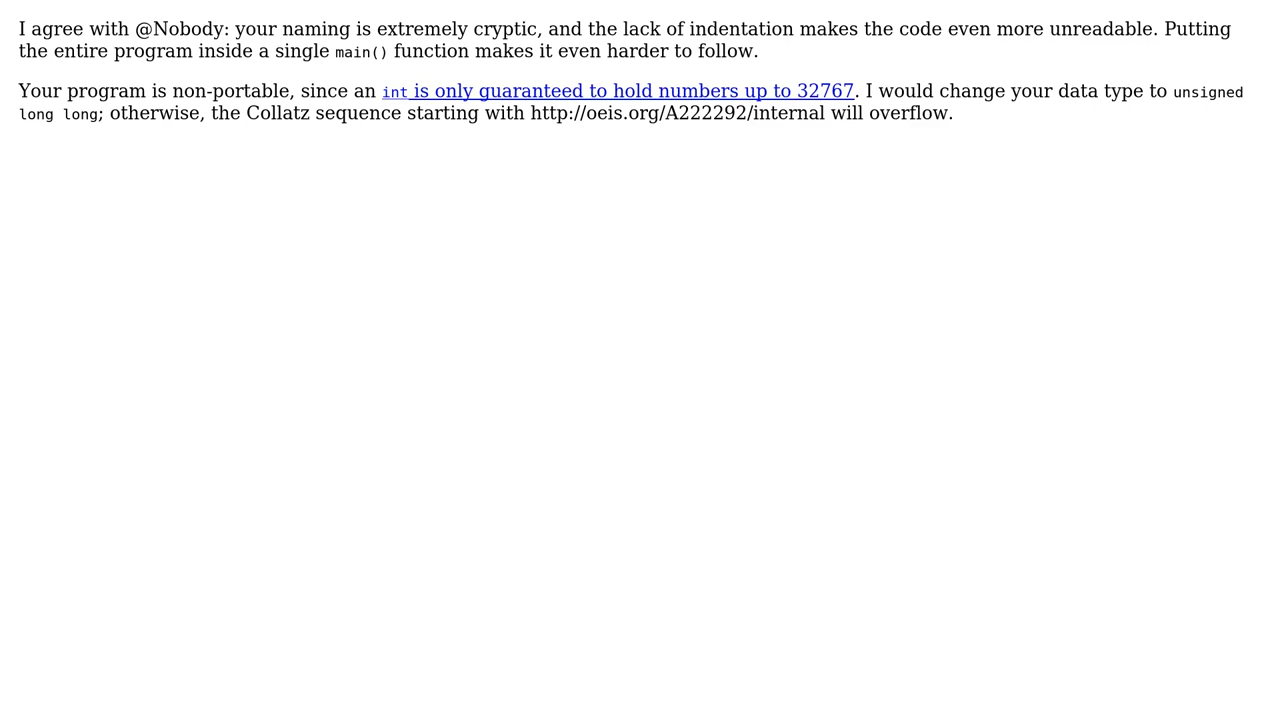 I agree with @Nobody: your naming is extremely cryptic, and the lack of indentation makes the code even more unreadable. Putting
the entire program inside a single main() function makes it even harder to follow.
Your program is non-portable, since an int is only guaranteed to hold numbers up to 32767. I would change your data type to unsigned
long long; otherwise, the Collatz sequence starting with http://oeis.org/A222292/internal will overflow.